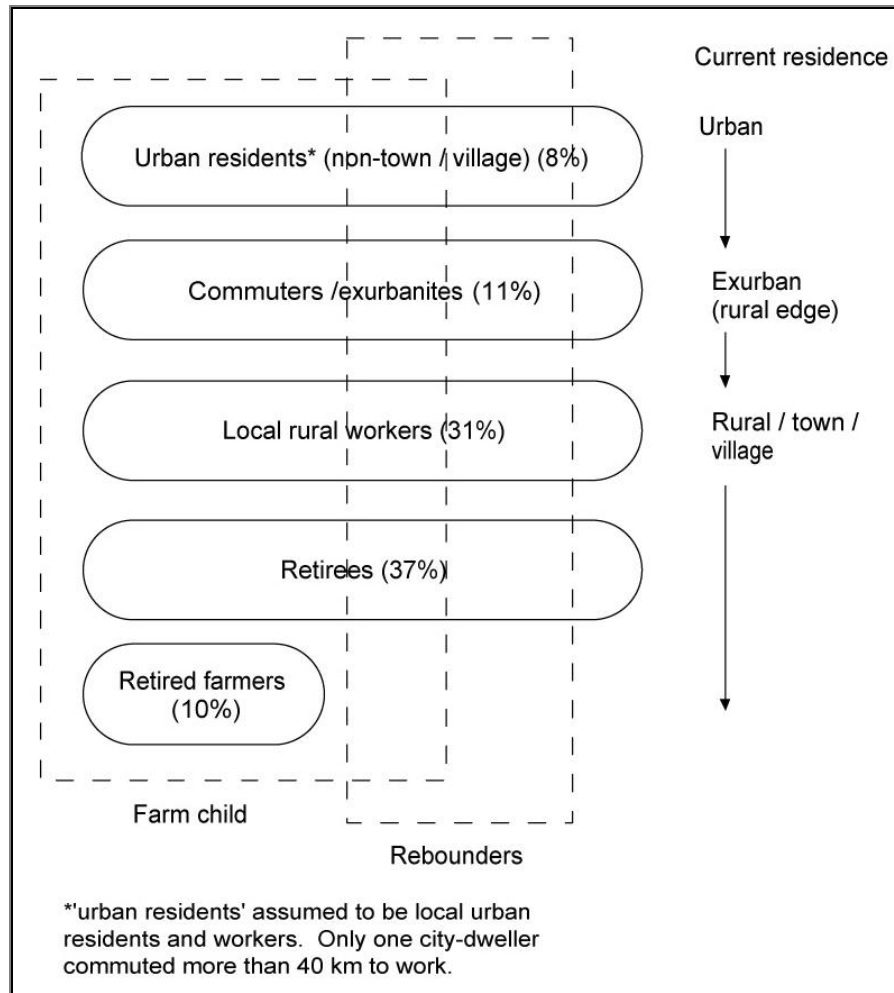 Current residence
Urban residents* (non-town / village) (8%)
Urban
Commuters /exurbanites (11%)
Exurban
(rural edge)
Local rural workers (31%)
Rural / town /
village
Retirees (37%)
Retired farmers
(10%)
Farm child
Rebounders
*'urban residents' assumed to be local urban
residents and workers.  Only one city-dweller
commuted more than 40 km to work.